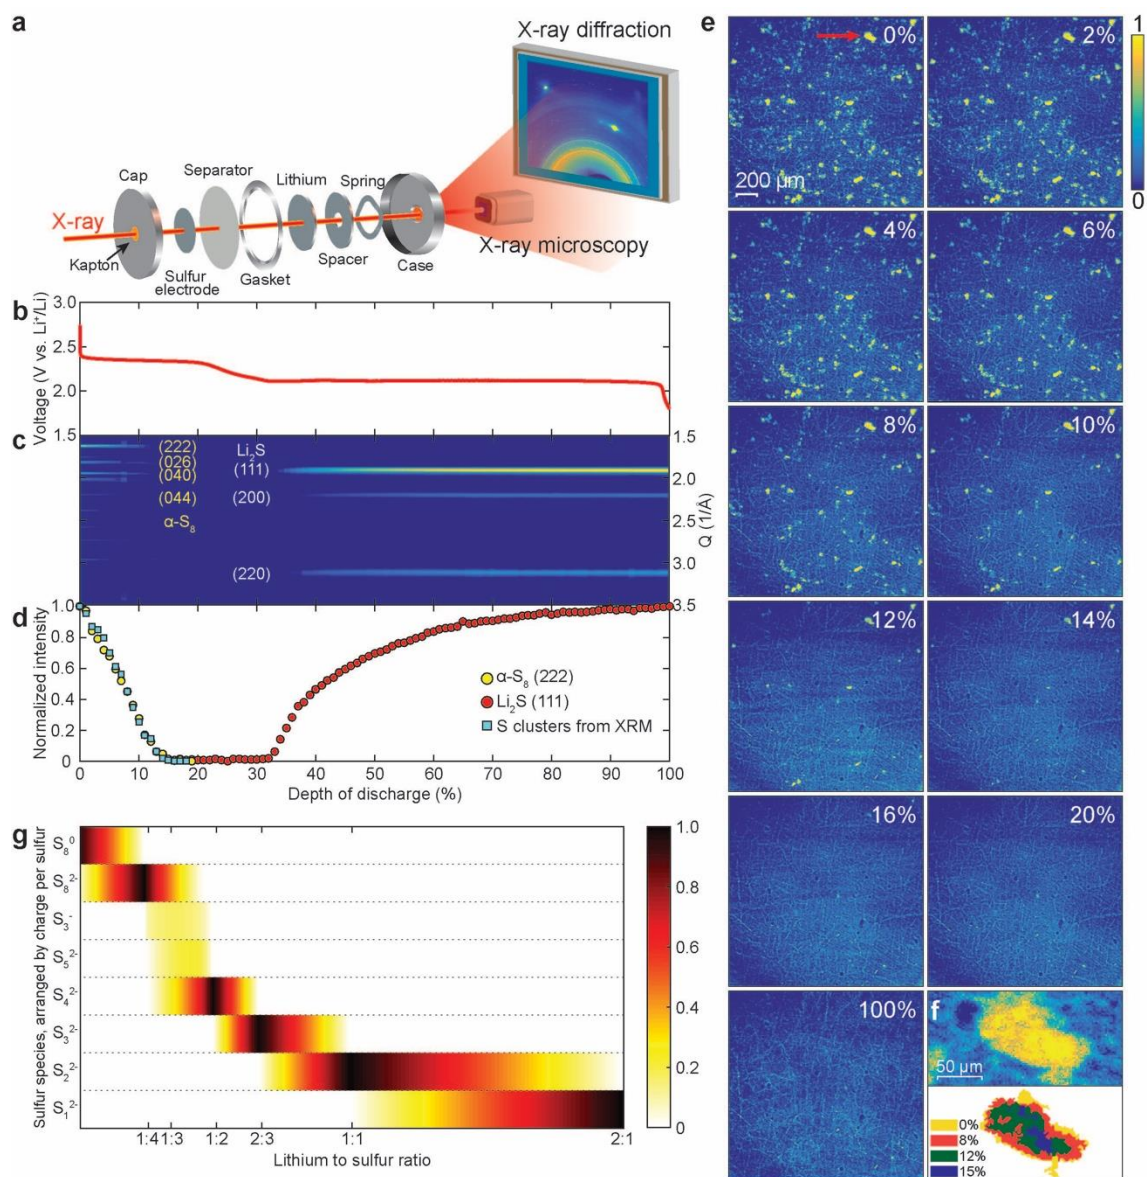 a
X-ray diffraction
Cap
Separator
Lithium
Spring
X-ray
Kapton
Sulfur
electrode
Gasket
Spacer
Case
X-ray microscopy
b
Voltage (V vs. Li⁺/Li)
3.0
2.5
2.0
1.5
c
(222)
(026)
(040)
(044)
α-S₈
Li₂S
(111)
(200)
(220)
1.5
2.0
2.5
3.0
3.5
Q (1/Å)
d
Normalized intensity
1.0
0.8
0.6
0.4
0.2
0
α-S₈ (222)
Li₂S (111)
S clusters from XRM
0 10 20 30 40 50 60 70 80 90 100
Depth of discharge (%)
g
Sulfur species, arranged by charge per sulfur
S₈⁰
S₈²⁻
S₃⁻
S₅²⁻
S₄²⁻
S₃²⁻
S₂²⁻
S₁²⁻
1:4 1:3 1:2 2:3 1:1 2:1
Lithium to sulfur ratio
1.0
0.8
0.6
0.4
0.2
0
e
0%
2%
1
0
200 µm
4%
6%
8%
10%
12%
14%
16%
20%
100%
f
50 µm
0%
8%
12%
15%